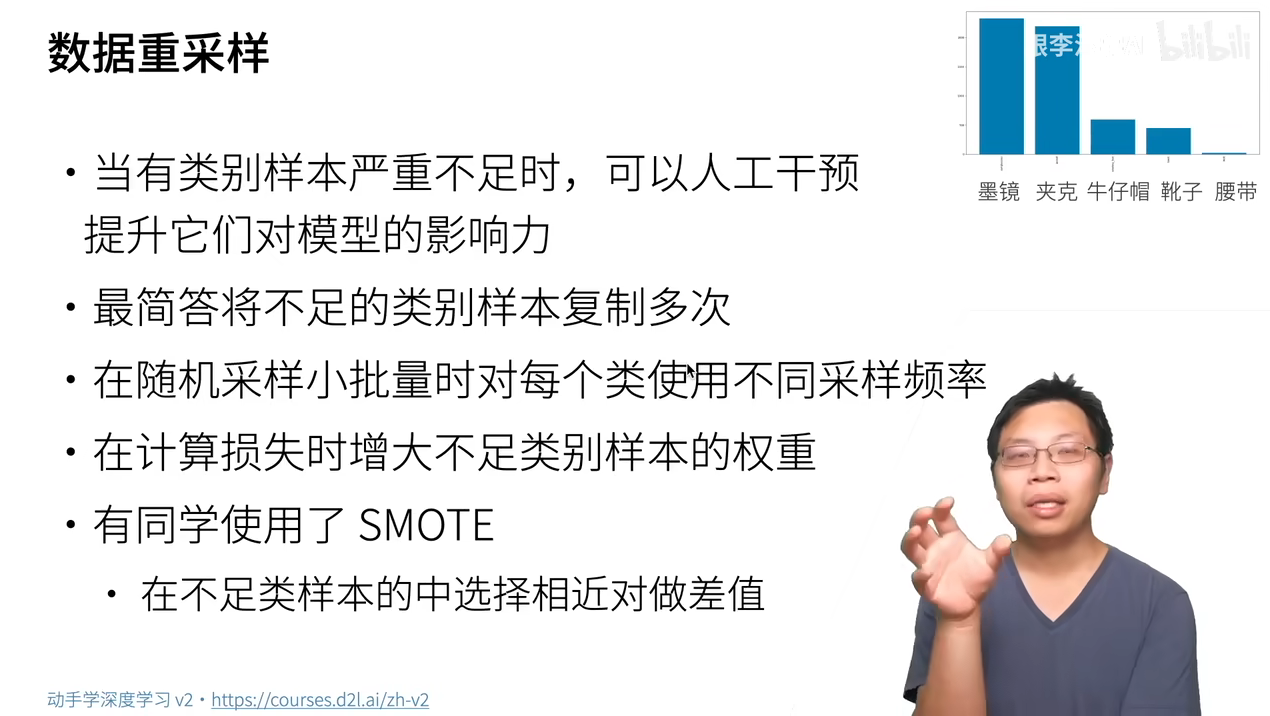 数据重采样
跟李沐学AI bilibili
墨镜 夹克 牛仔帽 靴子 腰带
• 当有类别样本严重不足时，可以人工干预
提升它们对模型的影响力
• 最简答将不足的类别样本复制多次
• 在随机采样小批量时对每个类使用不同采样频率
• 在计算损失时增大不足类别样本的权重
• 有同学使用了 SMOTE
• 在不足类样本的中选择相近对做差值
动手学深度学习 v2 • https://courses.d2l.ai/zh-v2